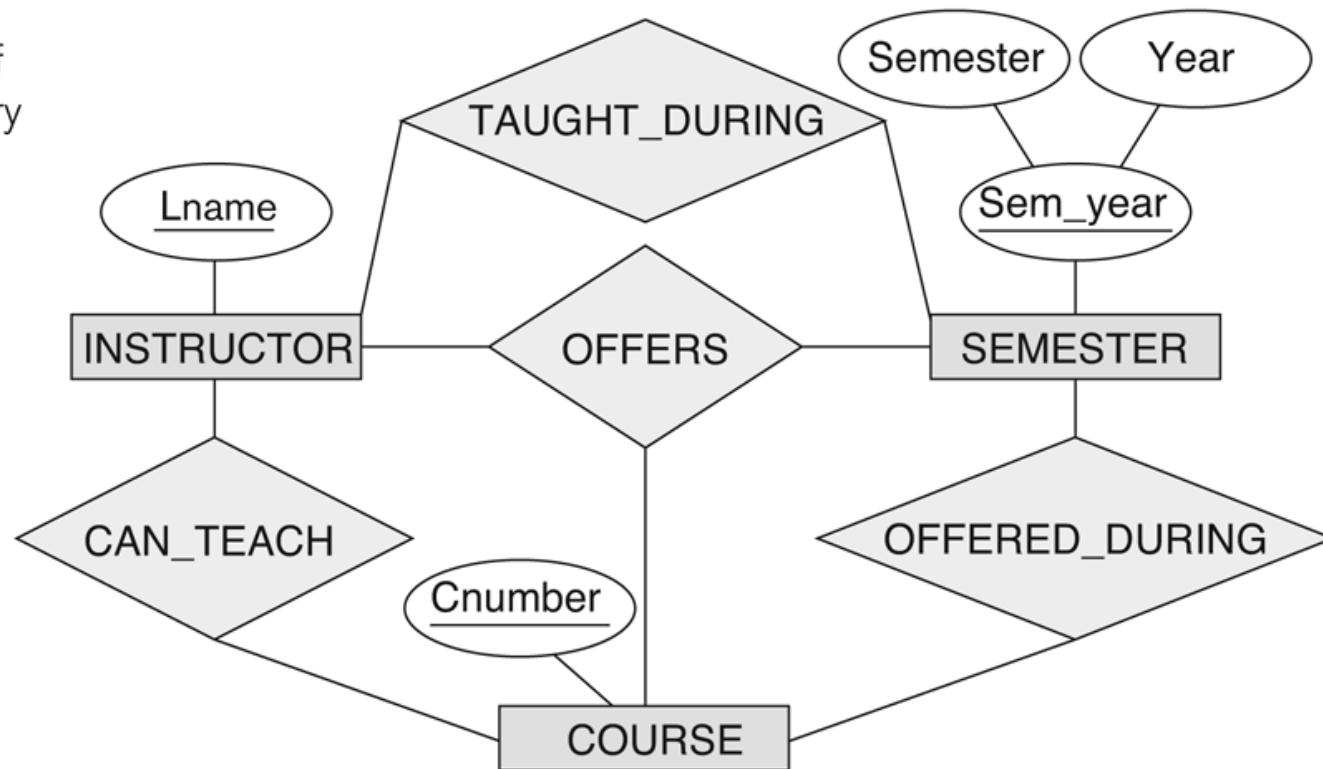 Semester
Year
TAUGHT_DURING
Lname
Sem_year
INSTRUCTOR
OFFERS
SEMESTER
CAN_TEACH
OFFERED_DURING
Cnumber
COURSE